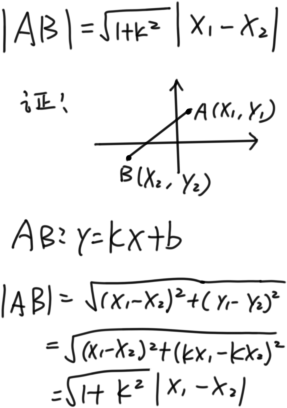 |AB|=√(1+k²) |X₁-X₂|
证:
A(X₁, Y₁)
B(X₂, Y₂)
AB: y=kx+b
|AB|= √((X₁-X₂)²+(Y₁-Y₂)²)
=√((X₁-X₂)²+(kX₁-kX₂)²)
=√(1+k²) |X₁-X₂|